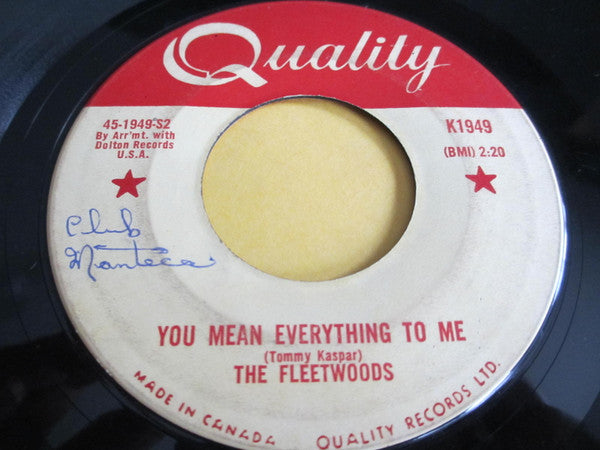 Quality
45-1949-S2
By Arr'mt. with
Dolton Records
U.S.A.
K1949
(BMI) 2:20
Club
Manteca
YOU MEAN EVERYTHING TO ME
(Tommy Kaspar)
THE FLEETWOODS
MADE IN CANADA
QUALITY RECORDS LTD.